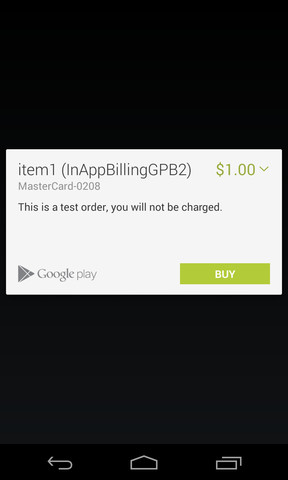 item1 (InAppBillingGPB2) $1.00
MasterCard-0208
This is a test order, you will not be charged.
Google play
BUY